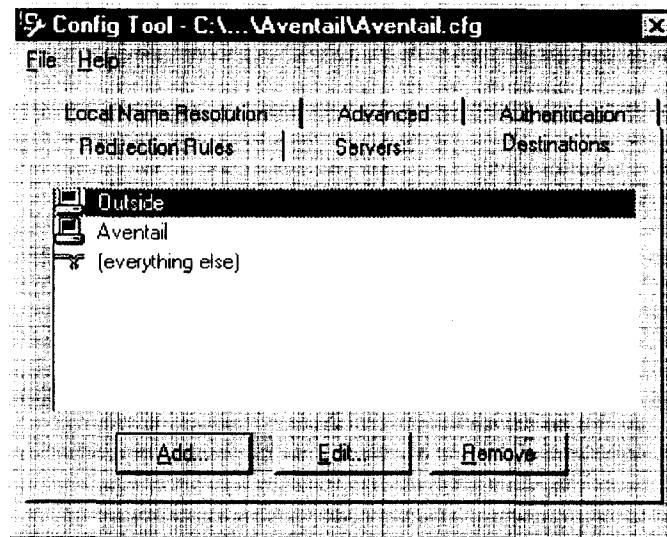 Config Tool - C:\...\Aventail\Aventail.cfg
File Help
Local Name Resolution Advanced Authentication
Redirection Rules Servers Destinations
Outside
Aventail
(everything else)
Add... Edit... Remove